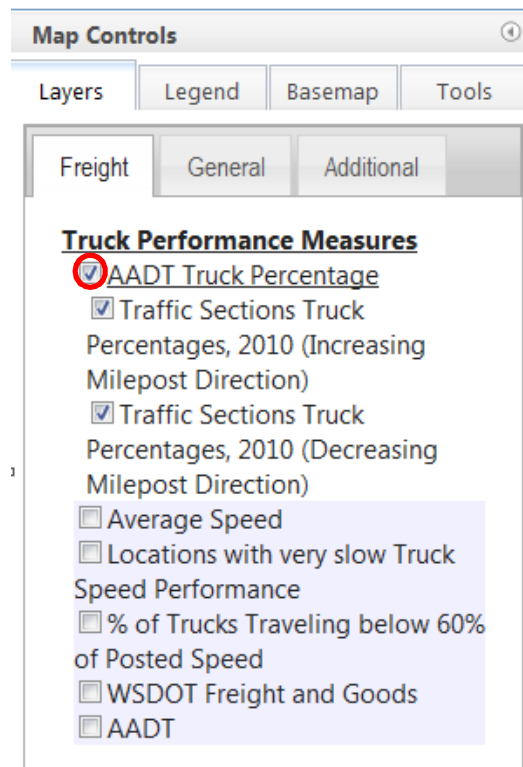 Map Controls
Layers Legend Basemap Tools
Freight General Additional
Truck Performance Measures
AADT Truck Percentage
Traffic Sections Truck
Percentages, 2010 (Increasing
Milepost Direction)
Traffic Sections Truck
Percentages, 2010 (Decreasing
Milepost Direction)
Average Speed
Locations with very slow Truck
Speed Performance
% of Trucks Traveling below 60%
of Posted Speed
WSDOT Freight and Goods
AADT